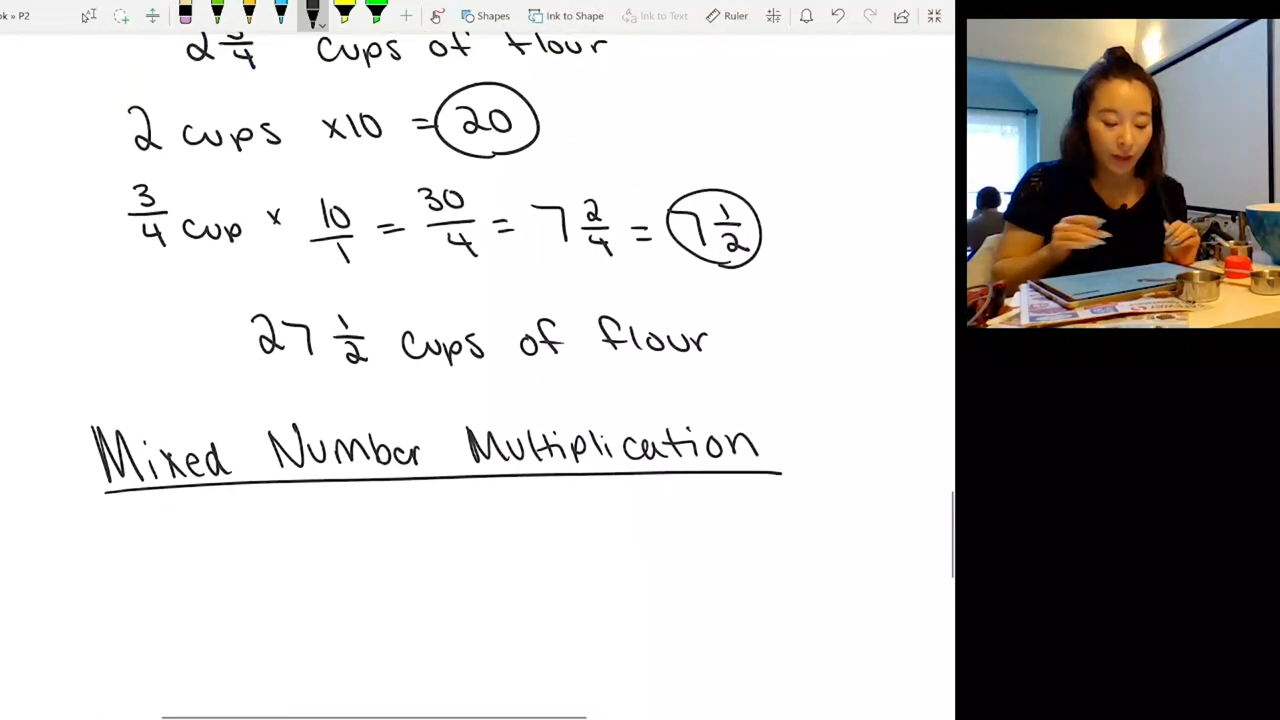 ok » P2
Shapes Ink to Shape Ink to Text Ruler
2 3/4 cups of flour
2 cups x10 = 20
3/4 cup x 10/1 = 30/4 = 7 2/4 = 7 1/2
27 1/2 cups of flour
Mixed Number Multiplication